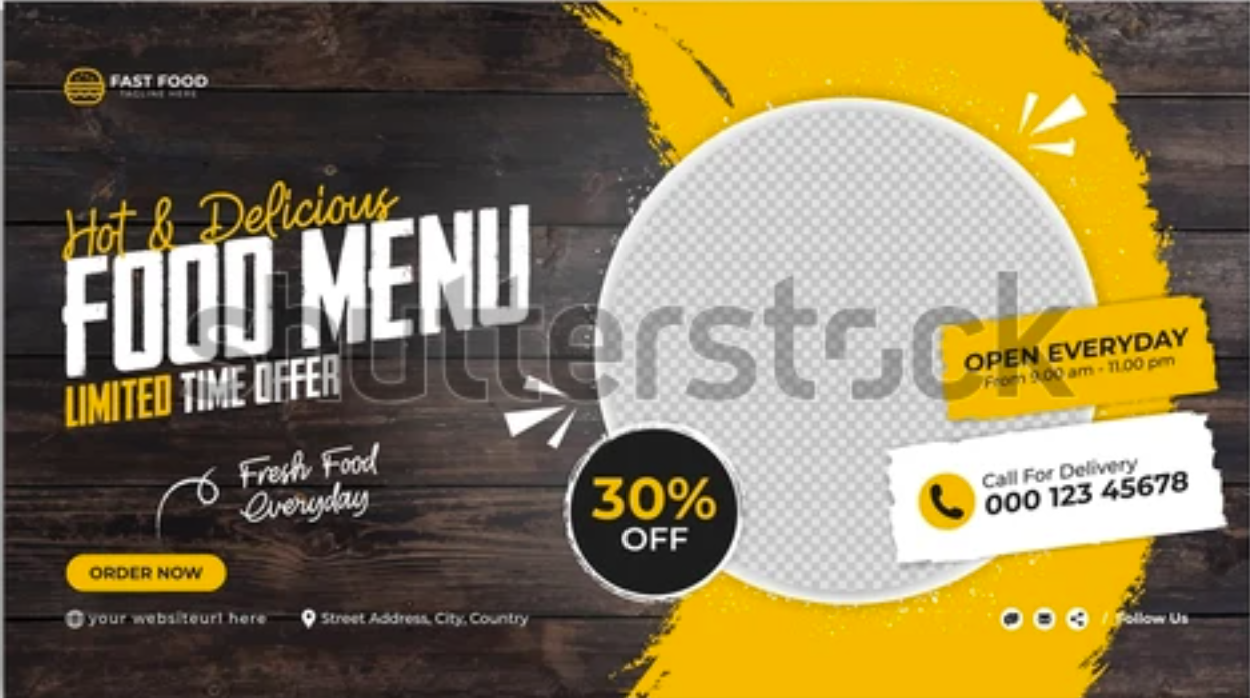 FAST FOOD
TAGLINE HERE
Hot & Delicious
FOOD MENU
LIMITED TIME OFFER
Fresh Food
Everyday
ORDER NOW
your websiteurl here
Street Address, City, Country
30%
OFF
OPEN EVERYDAY
From 9.00 am - 11.00 pm
Call For Delivery
000 123 45678
/ Follow Us
shutterstock